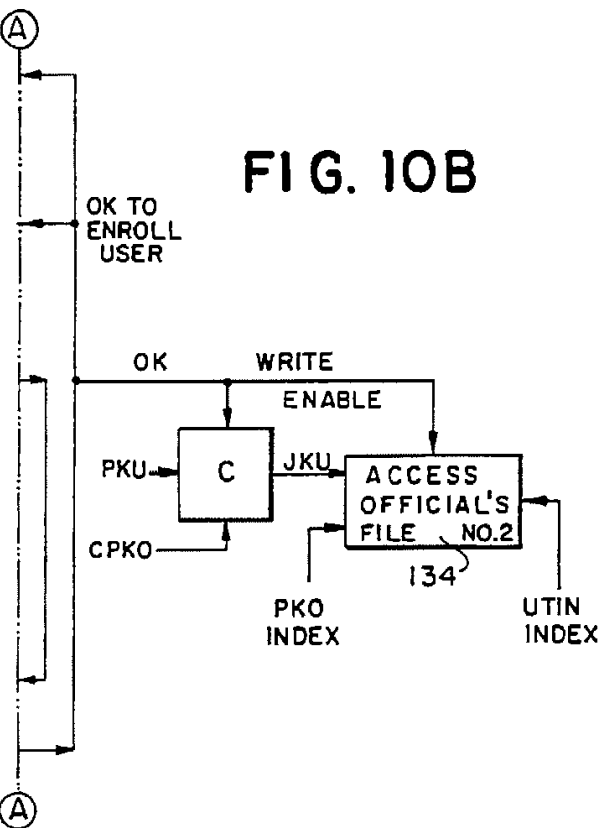 A
FIG. 10B
OK TO
ENROLL
USER
OK WRITE
ENABLE
PKU C JKU
ACCESS
OFFICIAL'S
FILE NO.2
CPKO
134
PKO
INDEX
UTIN
INDEX
A